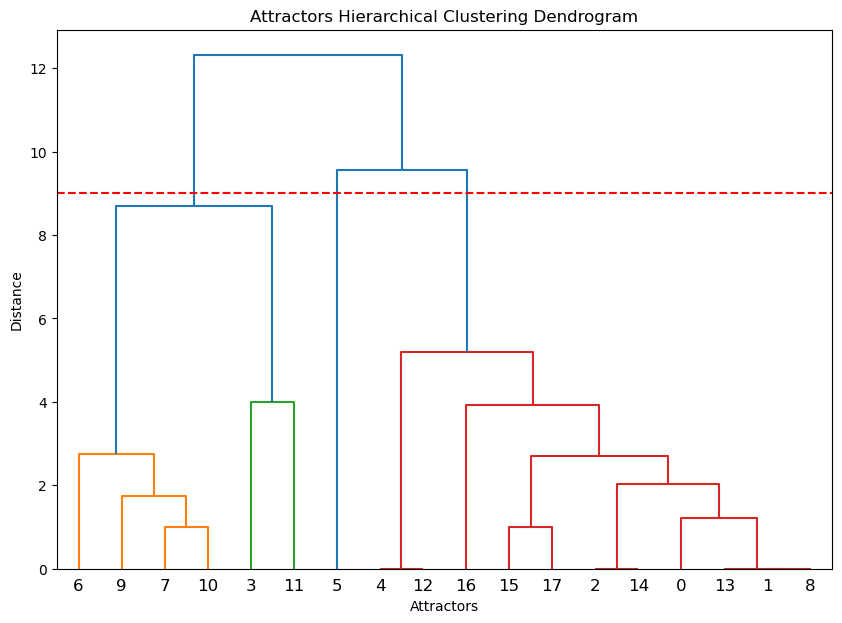 Attractors Hierarchical Clustering Dendrogram
12
10
8
6
4
2
0
Distance
6 9 7 10 3 11 5 4 12 16 15 17 2 14 0 13 1 8
Attractors